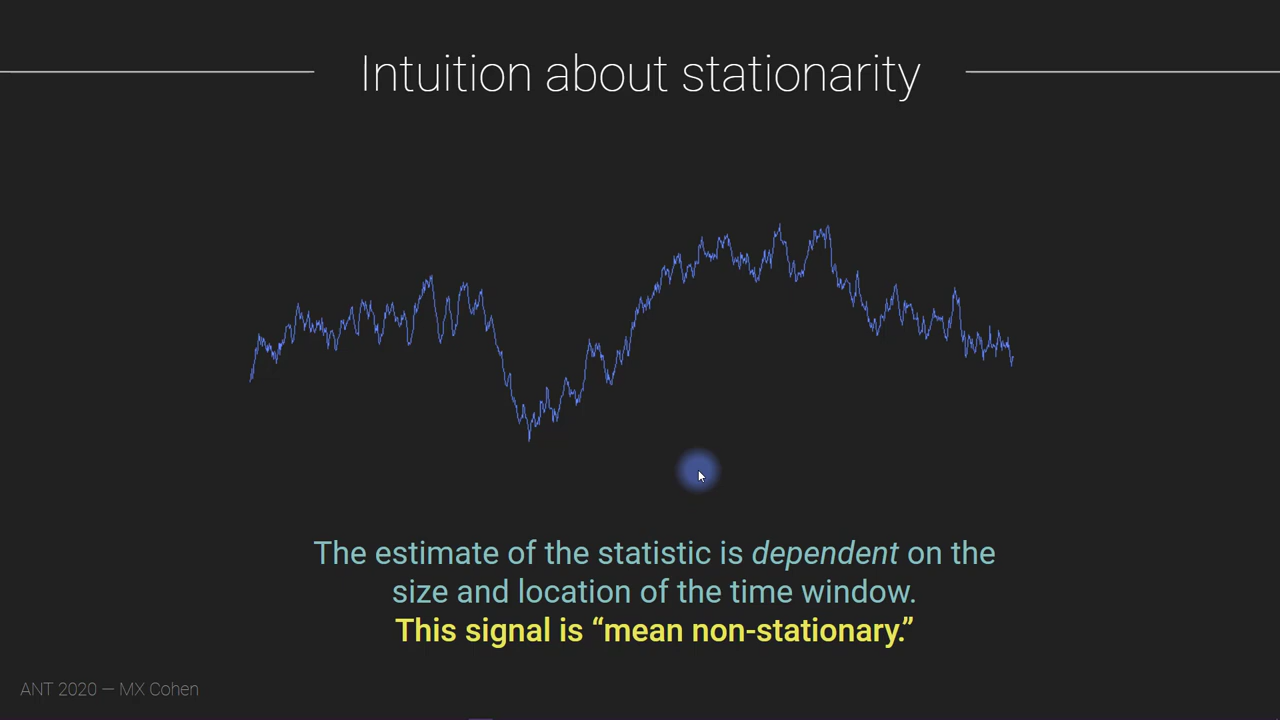 Intuition about stationarity
The estimate of the statistic is dependent on the
size and location of the time window.
This signal is “mean non-stationary.”
ANT 2020 — MX Cohen